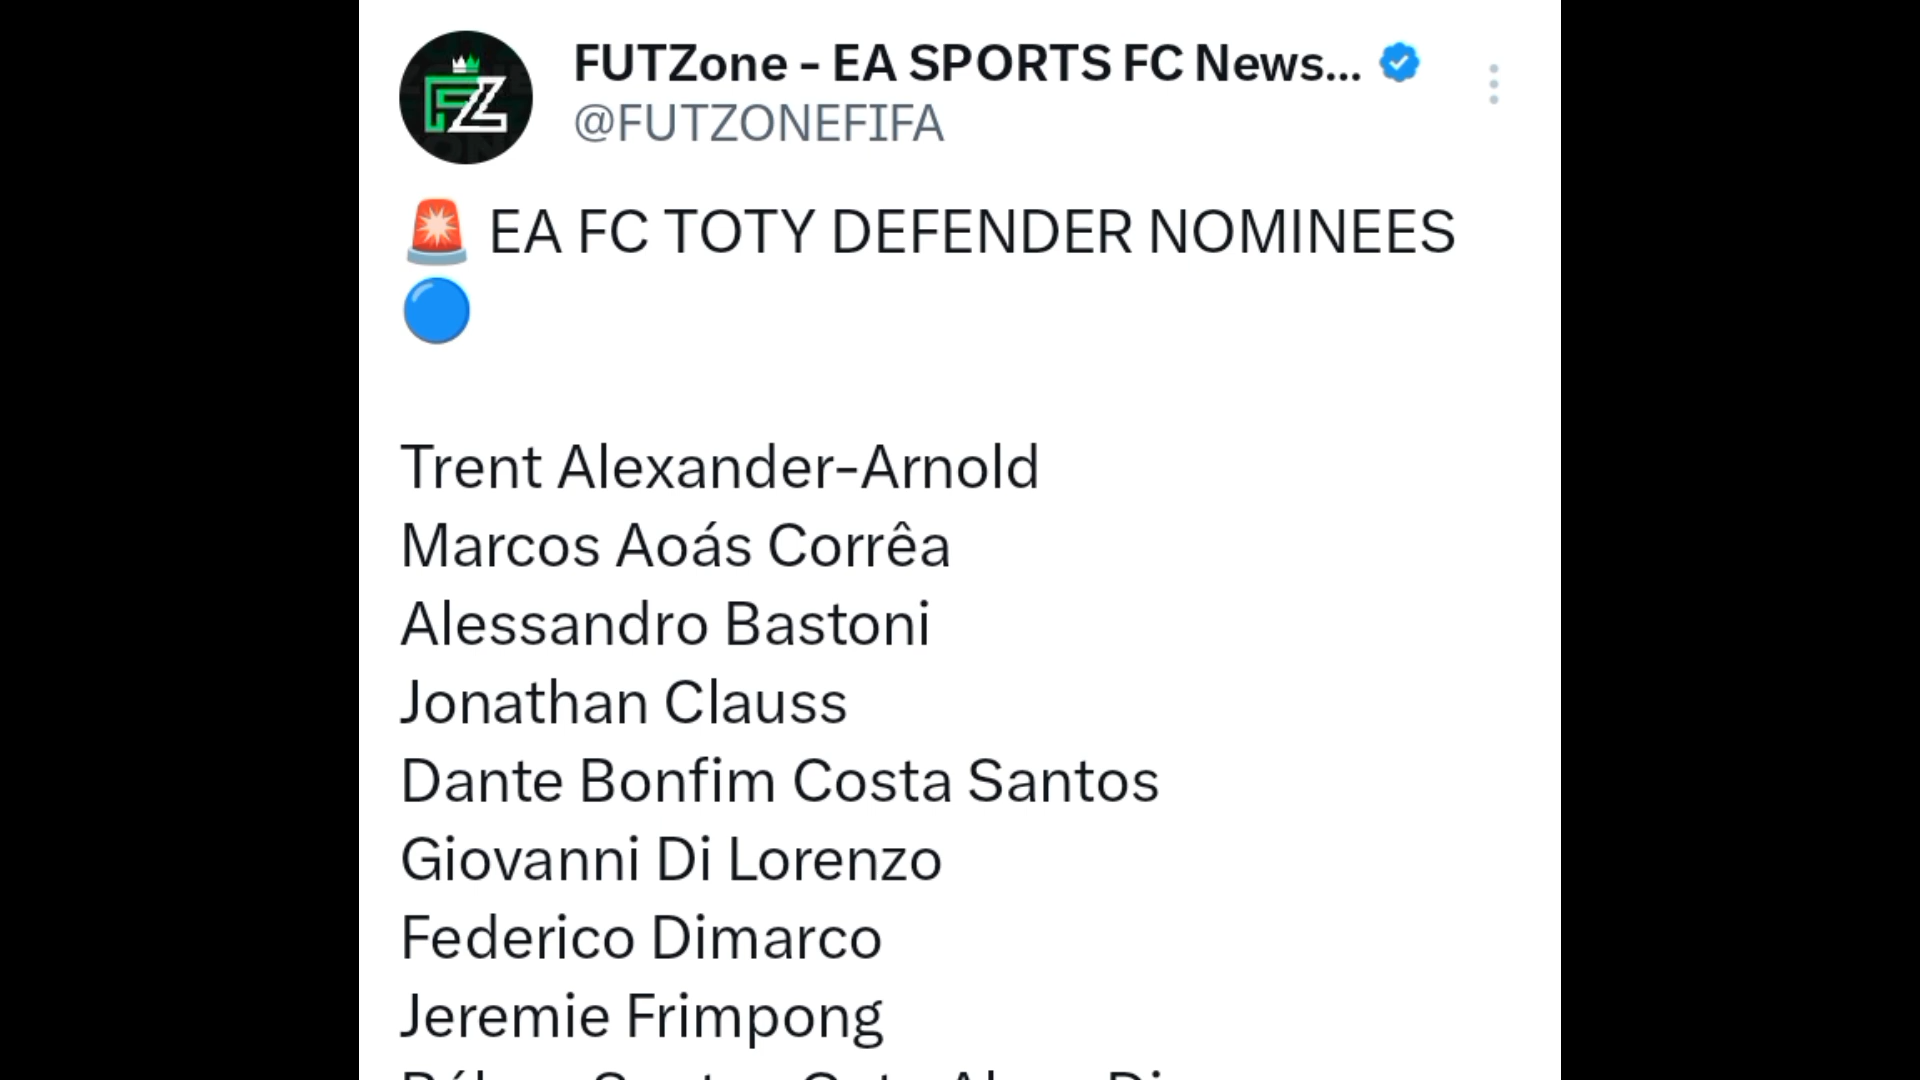 FUTZone - EA SPORTS FC News...
@FUTZONEFIFA
🚨 EA FC TOTY DEFENDER NOMINEES
🔵
Trent Alexander-Arnold
Marcos Aoás Corrêa
Alessandro Bastoni
Jonathan Clauss
Dante Bonfim Costa Santos
Giovanni Di Lorenzo
Federico Dimarco
Jeremie Frimpong